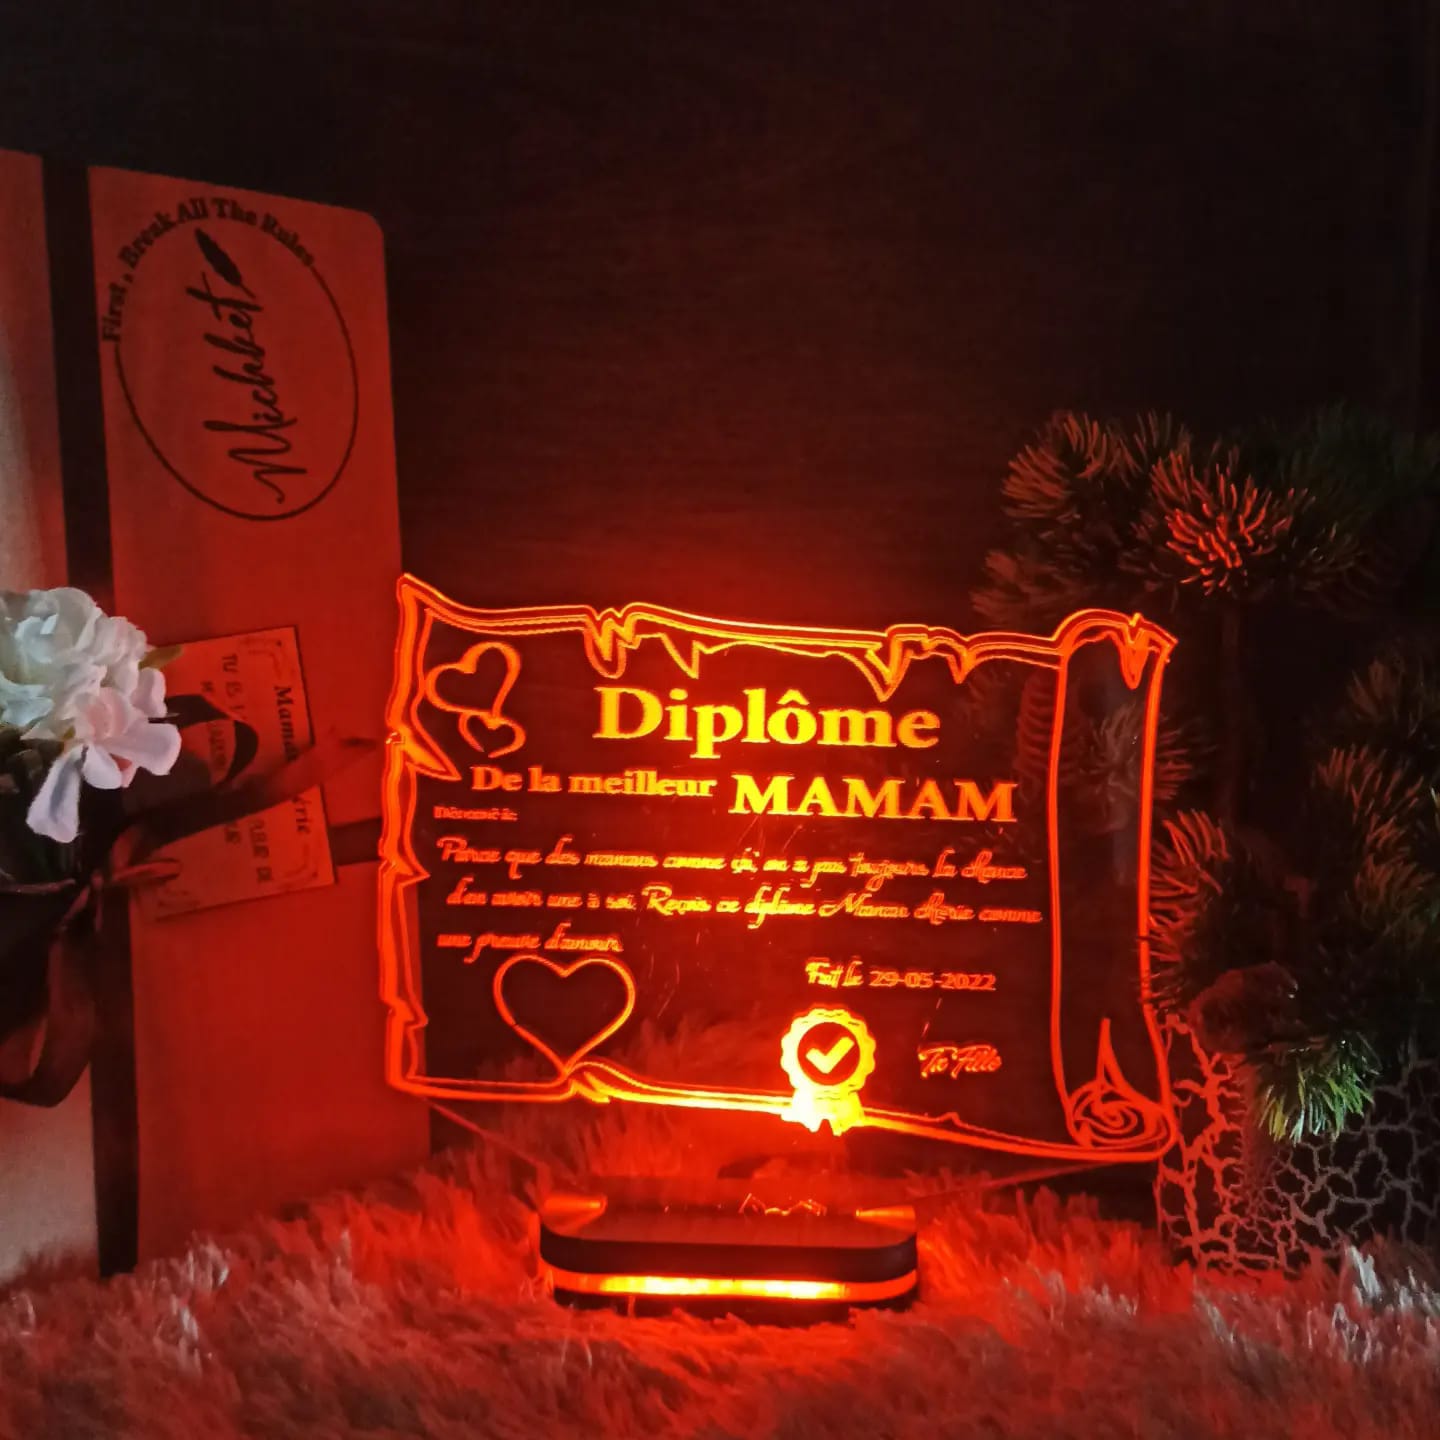 First, Break All The Rules
Michket
Diplôme
De la meilleur MAMAM
Décerné à:
Parce que des mamans comme ça, on a pas toujours la chance
d'en avoir une à soi. Reçois ce diplôme Maman chérie comme
une preuve d'amour.
Fait le 29-05-2022
Ta Fille